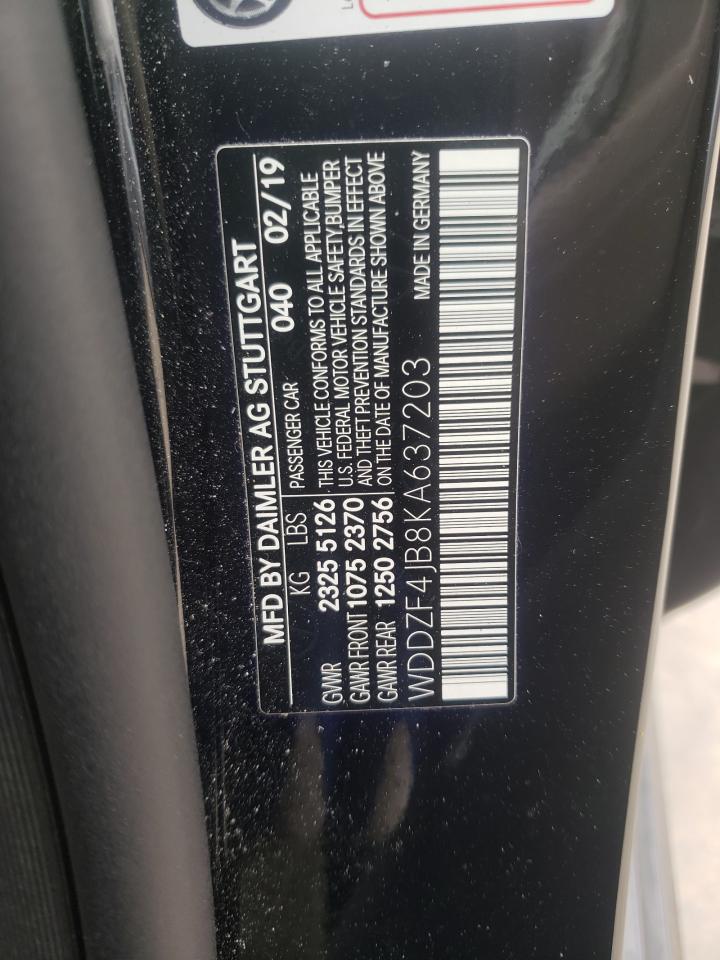 MFD BY DAIMLER AG STUTTGART
040 02/19
KG LBS PASSENGER CAR
GVWR 2325 5126 THIS VEHICLE CONFORMS TO ALL APPLICABLE
GAWR FRONT 1075 2370 U.S. FEDERAL MOTOR VEHICLE SAFETY,BUMPER
AND THEFT PREVENTION STANDARDS IN EFFECT
GAWR REAR 1250 2756 ON THE DATE OF MANUFACTURE SHOWN ABOVE
WDDZF4JB8KA637203 MADE IN GERMANY